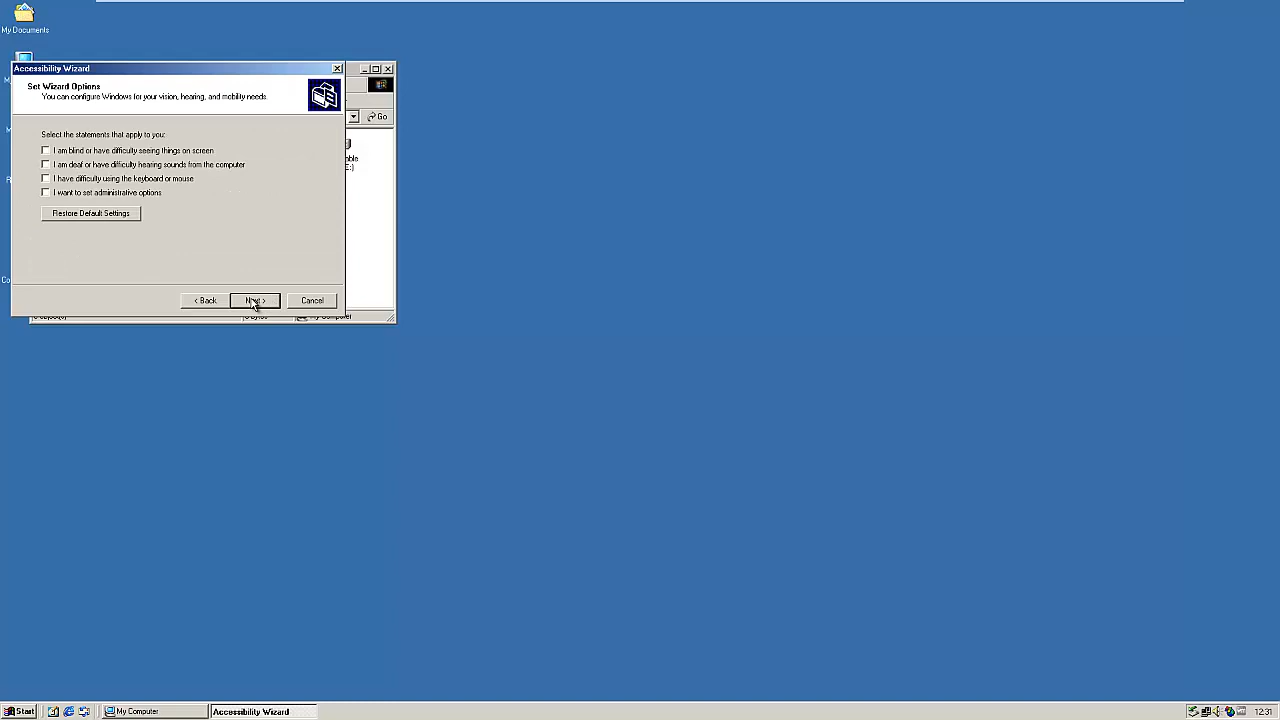 My Documents
Accessibility Wizard
Set Wizard Options
You can configure Windows for your vision, hearing, and mobility needs.
Go
Select the statements that apply to you:
I am blind or have difficulty seeing things on screen
I am deaf or have difficulty hearing sounds from the computer
I have difficulty using the keyboard or mouse
I want to set administrative options
Restore Default Settings
< Back
Next >
Cancel
My Computer
Start
My Computer
Accessibility Wizard
12:31